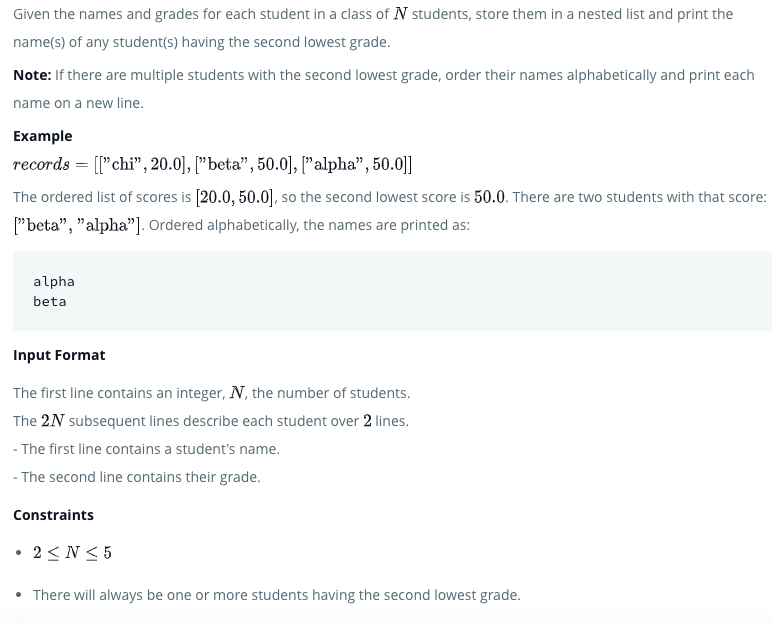 Given the names and grades for each student in a class of N students, store them in a nested list and print the
name(s) of any student(s) having the second lowest grade.
Note: If there are multiple students with the second lowest grade, order their names alphabetically and print each
name on a new line.
Example
records = [["chi", 20.0], ["beta", 50.0], ["alpha", 50.0]]
The ordered list of scores is [20.0, 50.0], so the second lowest score is 50.0. There are two students with that score:
["beta", "alpha"]. Ordered alphabetically, the names are printed as:
alpha
beta
Input Format
The first line contains an integer, N, the number of students.
The 2N subsequent lines describe each student over 2 lines.
- The first line contains a student's name.
- The second line contains their grade.
Constraints
• 2 ≤ N ≤ 5
• There will always be one or more students having the second lowest grade.